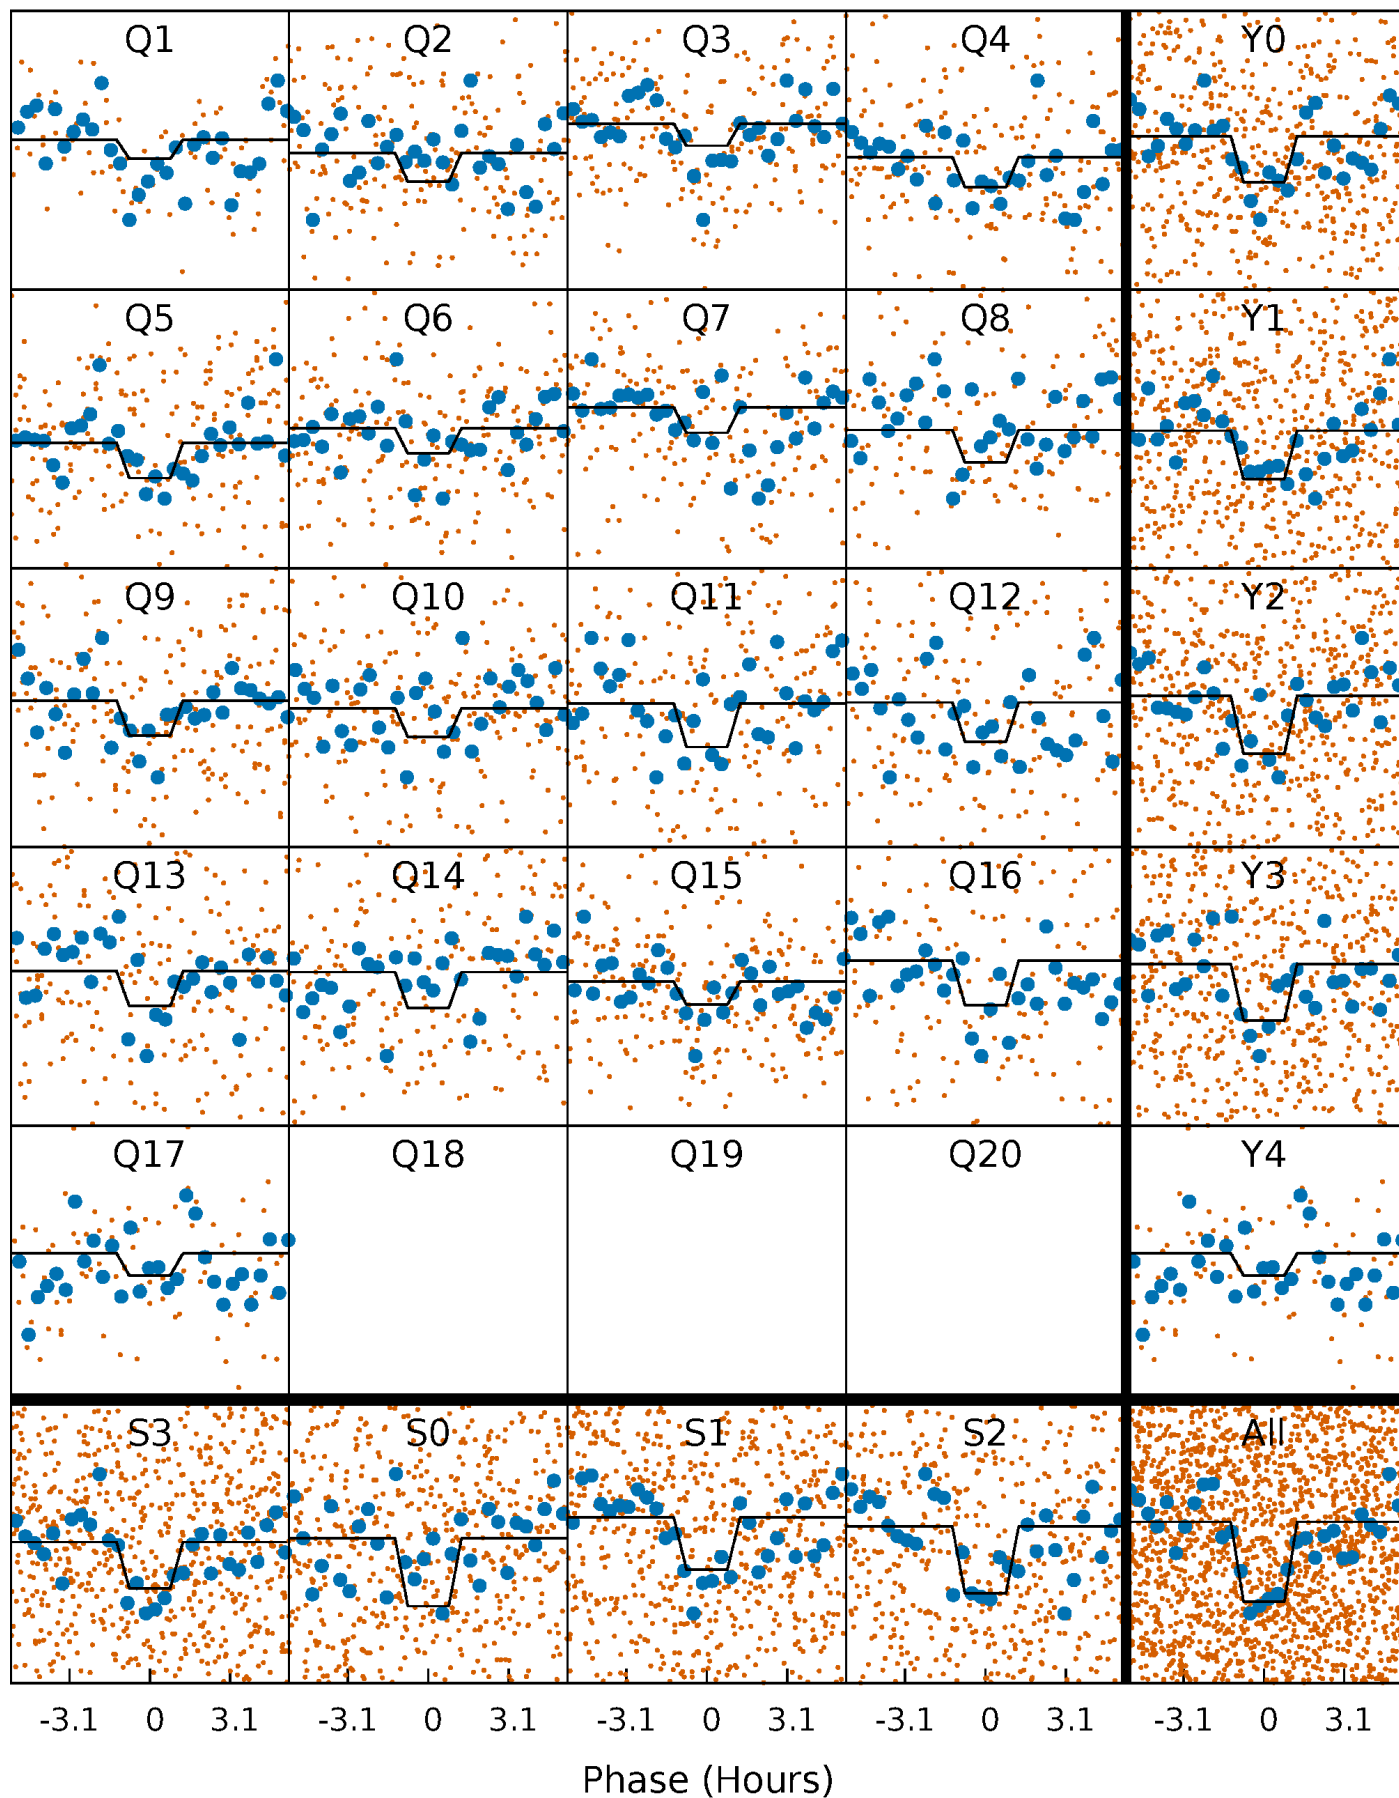 Q1 Q2 Q3 Q4 Y0
Q5 Q6 Q7 Q8 Y1
Q9 Q10 Q11 Q12 Y2
Q13 Q14 Q15 Q16 Y3
Q17 Q18 Q19 Q20 Y4
S3 S0 S1 S2 All
-3.1 0 3.1 -3.1 0 3.1 -3.1 0 3.1 -3.1 0 3.1 -3.1 0 3.1
Phase (Hours)